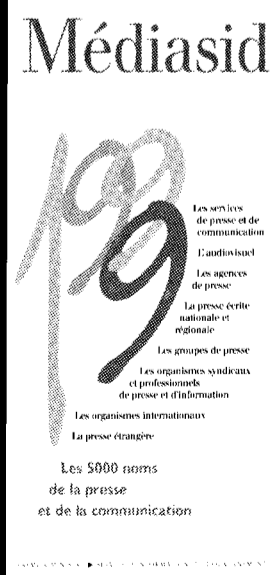 Médiasid
1999
Les services
de presse et de
communication
L'audiovisuel
Les agences
de presse
La presse écrite
nationale et
régionale
Les groupes de presse
Les organismes syndicaux
et professionnels
de presse et d'information
Les organismes internationaux
La presse étrangère
Les 5000 noms
de la presse
et de la communication